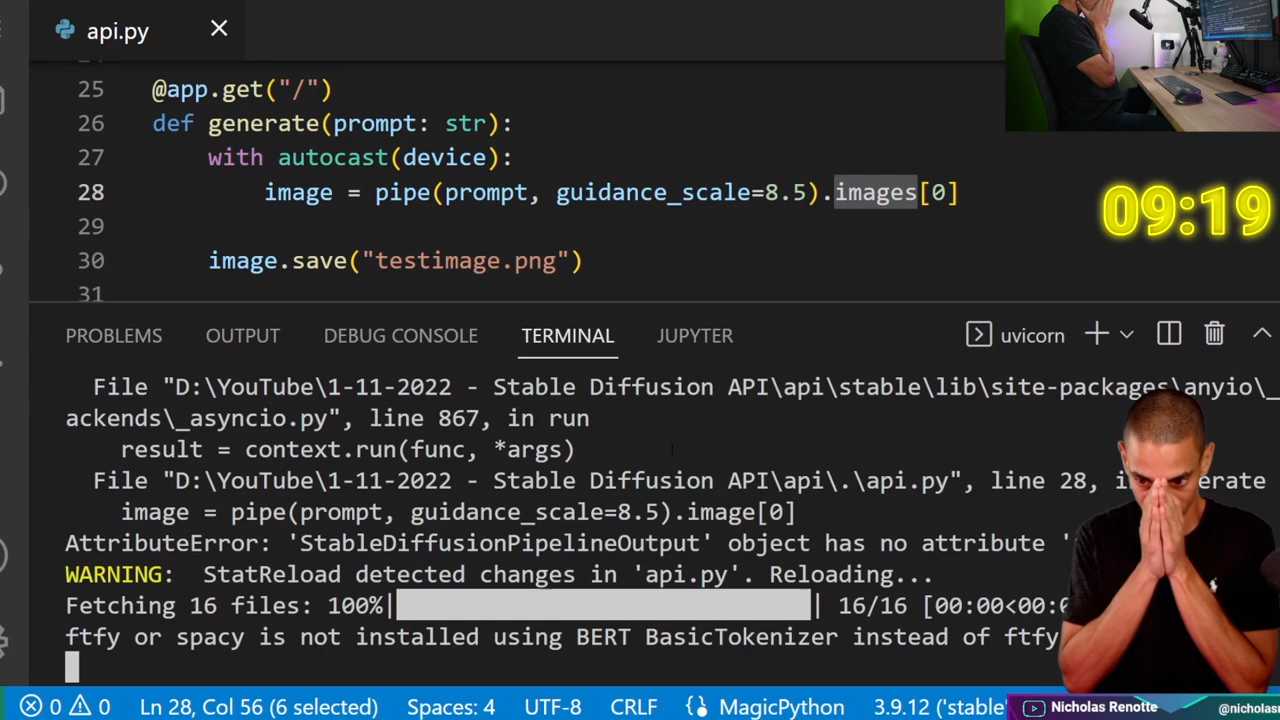 api.py
25 @app.get("/")
26 def generate(prompt: str):
27 with autocast(device):
28 image = pipe(prompt, guidance_scale=8.5).images[0]
29
30 image.save("testimage.png")
31
09:19
PROBLEMS OUTPUT DEBUG CONSOLE TERMINAL JUPYTER uvicorn
File "D:\YouTube\1-11-2022 - Stable Diffusion API\api\stable\lib\site-packages\anyio\_
ackends\_asyncio.py", line 867, in run
result = context.run(func, *args)
File "D:\YouTube\1-11-2022 - Stable Diffusion API\api\.\api.py", line 28,
image = pipe(prompt, guidance_scale=8.5).image[0]
AttributeError: 'StableDiffusionPipelineOutput' object has no attribute '
WARNING: StatReload detected changes in 'api.py'. Reloading...
Fetching 16 files: 100%| | 16/16 [00:00<00:0
ftfy or spacy is not installed using BERT BasicTokenizer instead of ftfy
0 0 Ln 28, Col 56 (6 selected) Spaces: 4 UTF-8 CRLF MagicPython 3.9.12 ('stable'
Nicholas Renotte @nicholasr